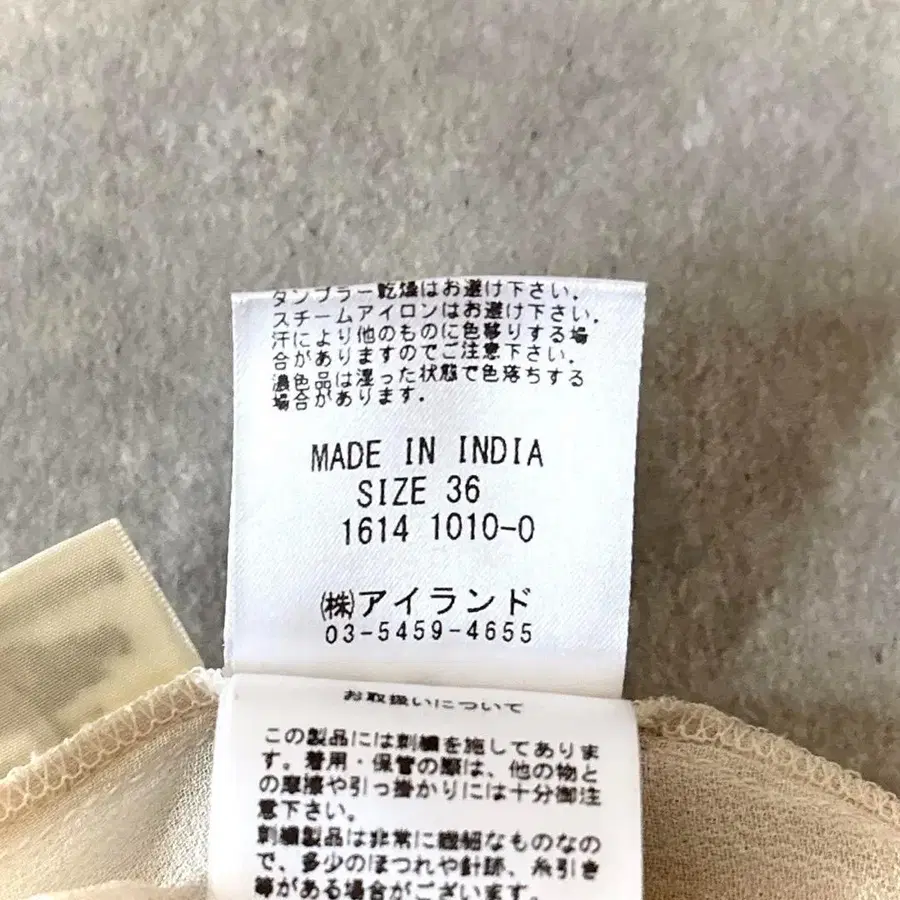 タンブラー乾燥はお避け下さい.
スチームアイロンはお避け下さい.
汗により他のものに色移りする場
合がありますのでご注意下さい.
濃色品は湿った状態で色落ちする
場合があります.
MADE IN INDIA
SIZE 36
1614 1010-0
㈱アイランド
03-5459-4655
お取扱いについて
この製品には刺繍を施してありま
す。着用・保管の際は、他の物と
の摩擦や引っ掛かりには十分御注
意下さい。
刺繍製品は非常に繊細なものなの
で、多少のほつれや針跡、糸引き
等がある場合がございます。